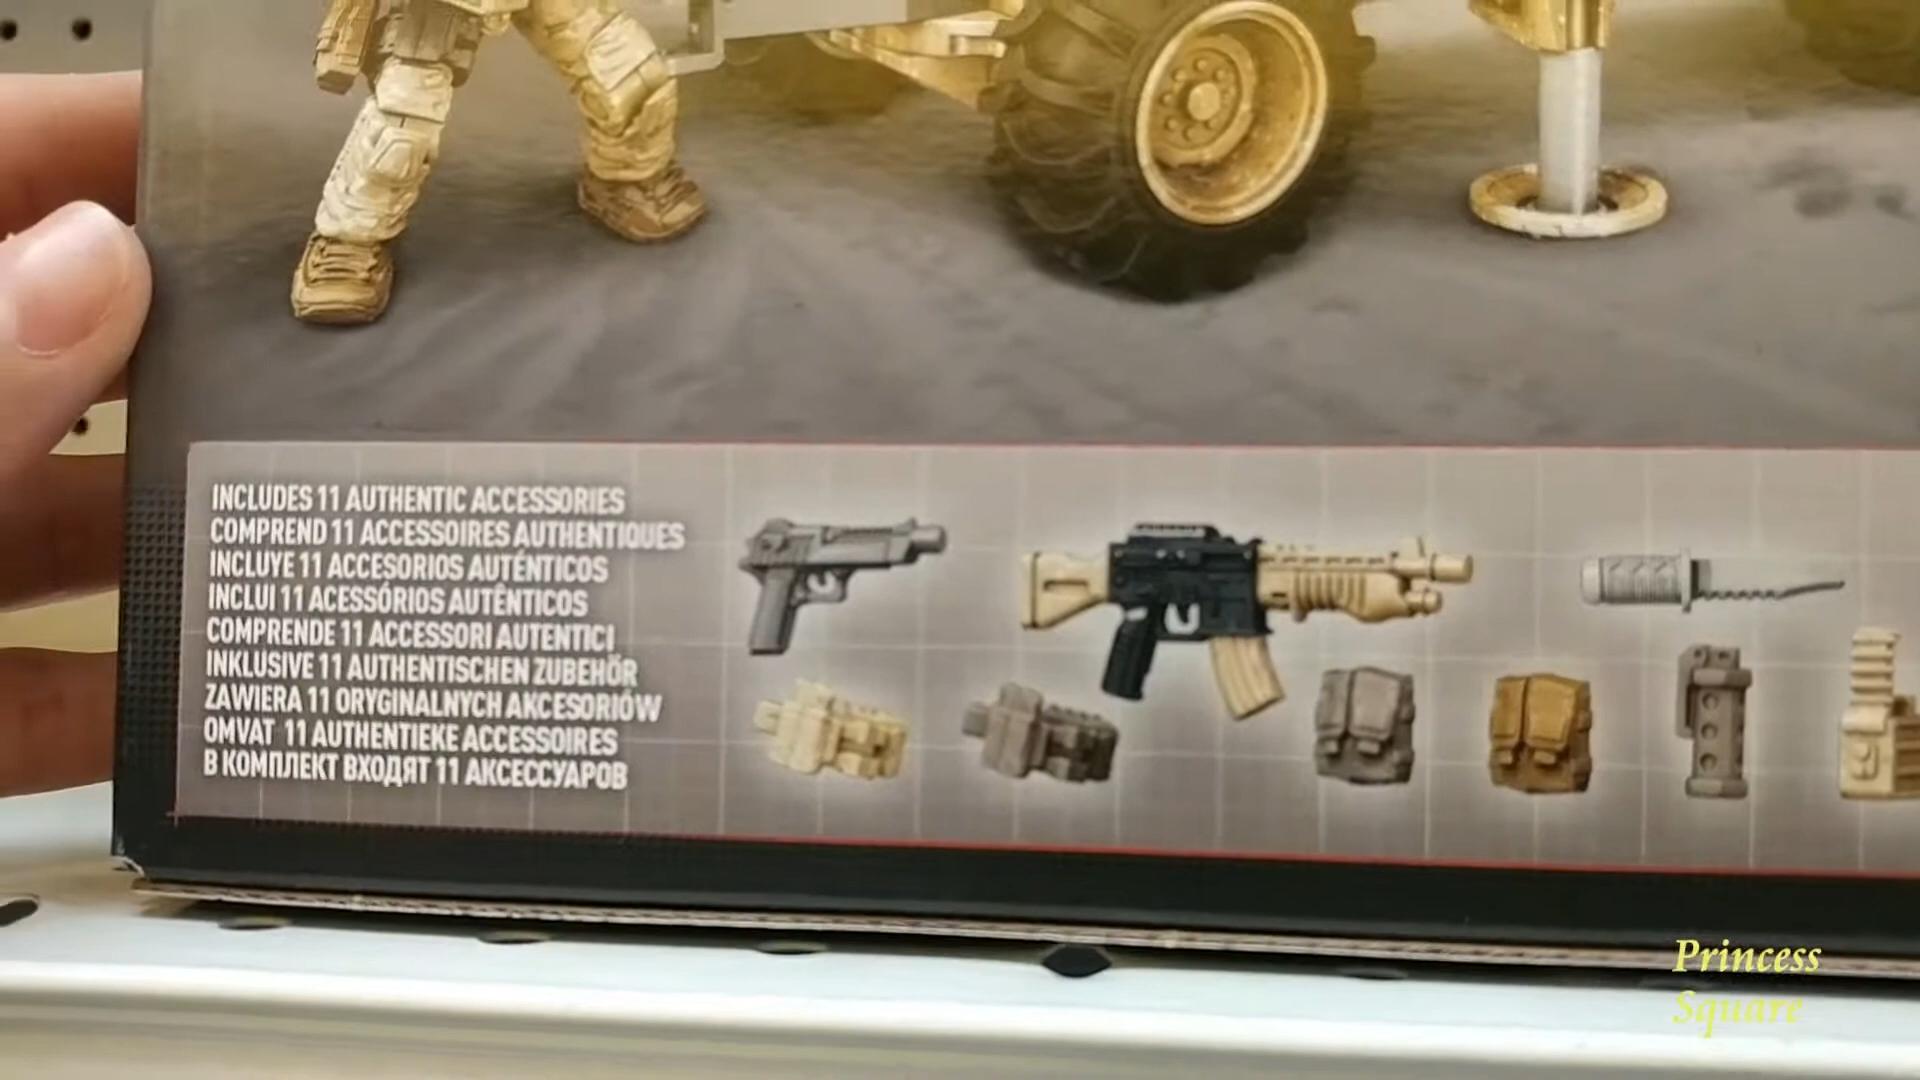 INCLUDES 11 AUTHENTIC ACCESSORIES
COMPREND 11 ACCESSOIRES AUTHENTIQUES
INCLUYE 11 ACCESORIOS AUTÉNTICOS
INCLUI 11 ACESSÓRIOS AUTÊNTICOS
COMPRENDE 11 ACCESSORI AUTENTICI
INKLUSIVE 11 AUTHENTISCHEN ZUBEHÖR
ZAWIERA 11 ORYGINALNYCH AKCESORIÓW
OMVAT 11 AUTHENTIEKE ACCESSOIRES
В КОМПЛЕКТ ВХОДЯТ 11 АКСЕССУАРОВ
Princess
Square